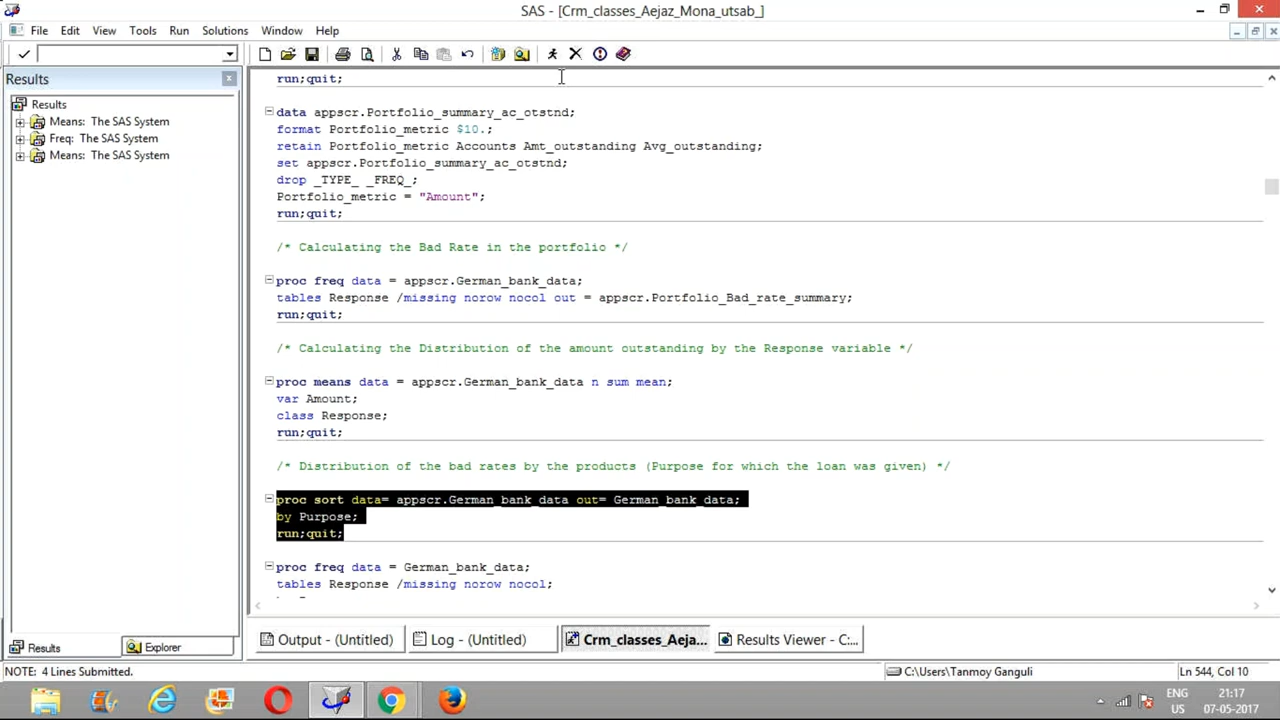 SAS - [Crm_classes_Aejaz_Mona_utsab_]
File Edit View Tools Run Solutions Window Help
Results
Results
Means: The SAS System
Freq: The SAS System
Means: The SAS System
run;quit;
data appscr.Portfolio_summary_ac_otstnd;
format Portfolio_metric $10.;
retain Portfolio_metric Accounts Amt_outstanding Avg_outstanding;
set appscr.Portfolio_summary_ac_otstnd;
drop _TYPE_ _FREQ_;
Portfolio_metric = "Amount";
run;quit;
/* Calculating the Bad Rate in the portfolio */
proc freq data = appscr.German_bank_data;
tables Response /missing norow nocol out = appscr.Portfolio_Bad_rate_summary;
run;quit;
/* Calculating the Distribution of the amount outstanding by the Response variable */
proc means data = appscr.German_bank_data n sum mean;
var Amount;
class Response;
run;quit;
/* Distribution of the bad rates by the products (Purpose for which the loan was given) */
proc sort data= appscr.German_bank_data out= German_bank_data;
by Purpose;
run;quit;
proc freq data = German_bank_data;
tables Response /missing norow nocol;
Results Explorer
Output - (Untitled) Log - (Untitled) Crm_classes_Aeja... Results Viewer - C:...
NOTE: 4 Lines Submitted. C:\Users\Tanmoy Ganguli Ln 544, Col 10
ENG 21:17
US 07-05-2017